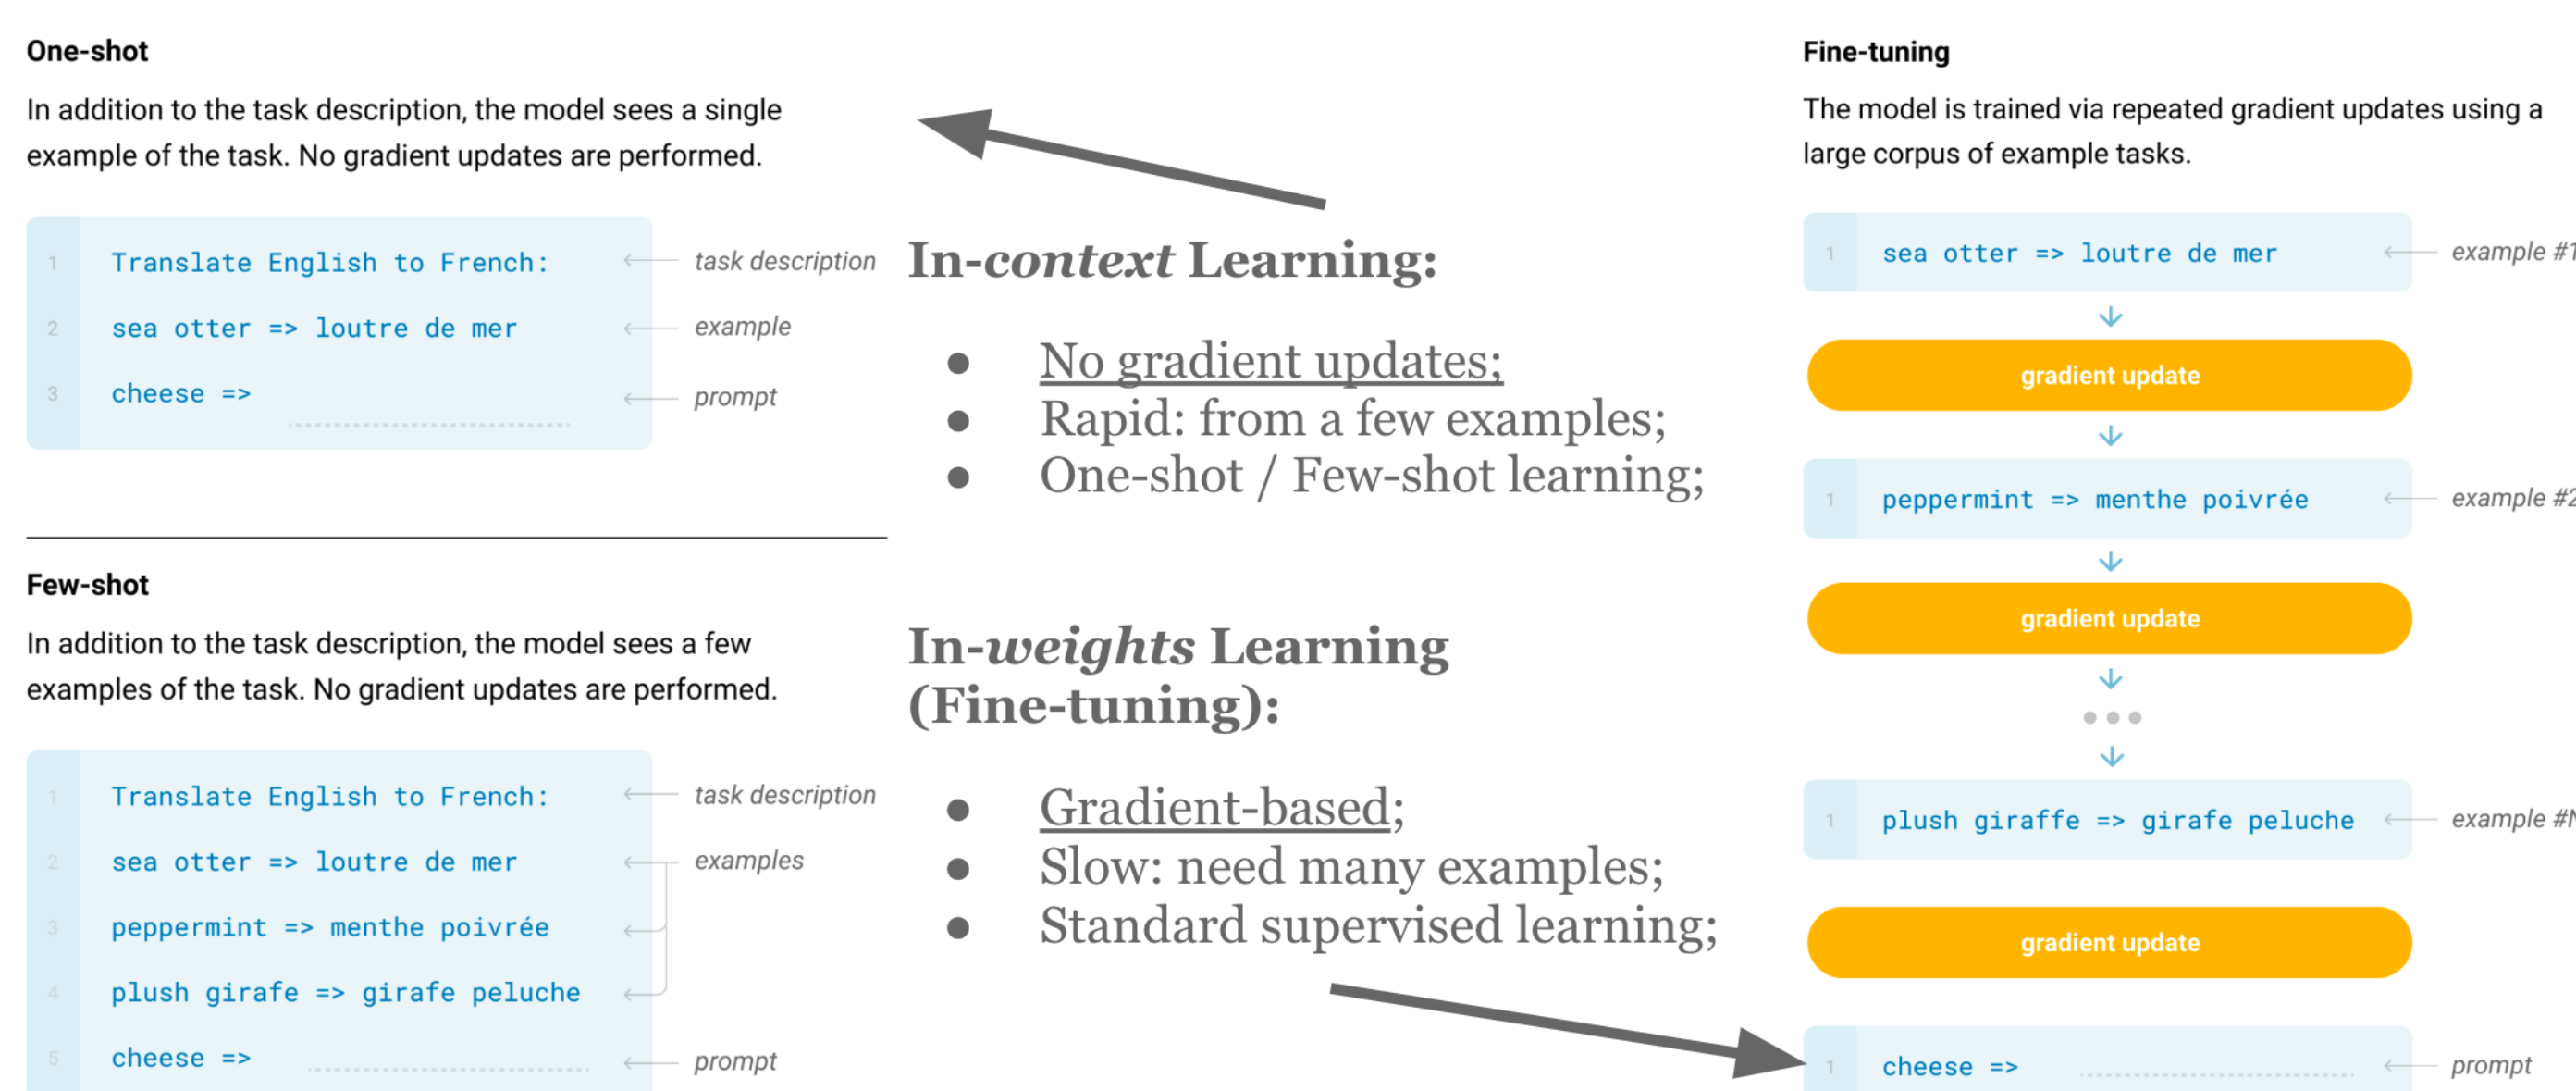 One-shot
In addition to the task description, the model sees a single
example of the task. No gradient updates are performed.
1 Translate English to French: task description
2 sea otter => loutre de mer example
3 cheese => prompt
Few-shot
In addition to the task description, the model sees a few
examples of the task. No gradient updates are performed.
1 Translate English to French: task description
2 sea otter => loutre de mer examples
3 peppermint => menthe poivrée
4 plush girafe => girafe peluche
5 cheese => prompt
In-context Learning:
● No gradient updates;
● Rapid: from a few examples;
● One-shot / Few-shot learning;
In-weights Learning
(Fine-tuning):
● Gradient-based;
● Slow: need many examples;
● Standard supervised learning;
Fine-tuning
The model is trained via repeated gradient updates using a
large corpus of example tasks.
1 sea otter => loutre de mer example #1
gradient update
1 peppermint => menthe poivrée example #2
gradient update
1 plush giraffe => girafe peluche example #N
gradient update
1 cheese => prompt